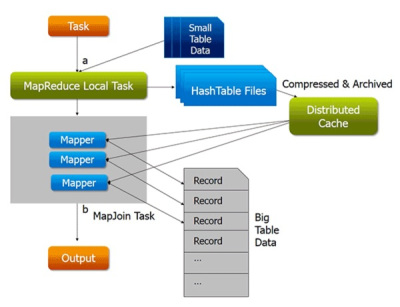 Task
Small
Table
Data
a
MapReduce Local Task
HashTable Files
Compressed & Archived
Distributed
Cache
Mapper
Mapper
Mapper
b
MapJoin Task
Record
Record
Record
Record
...
...
Big
Table
Data
Output